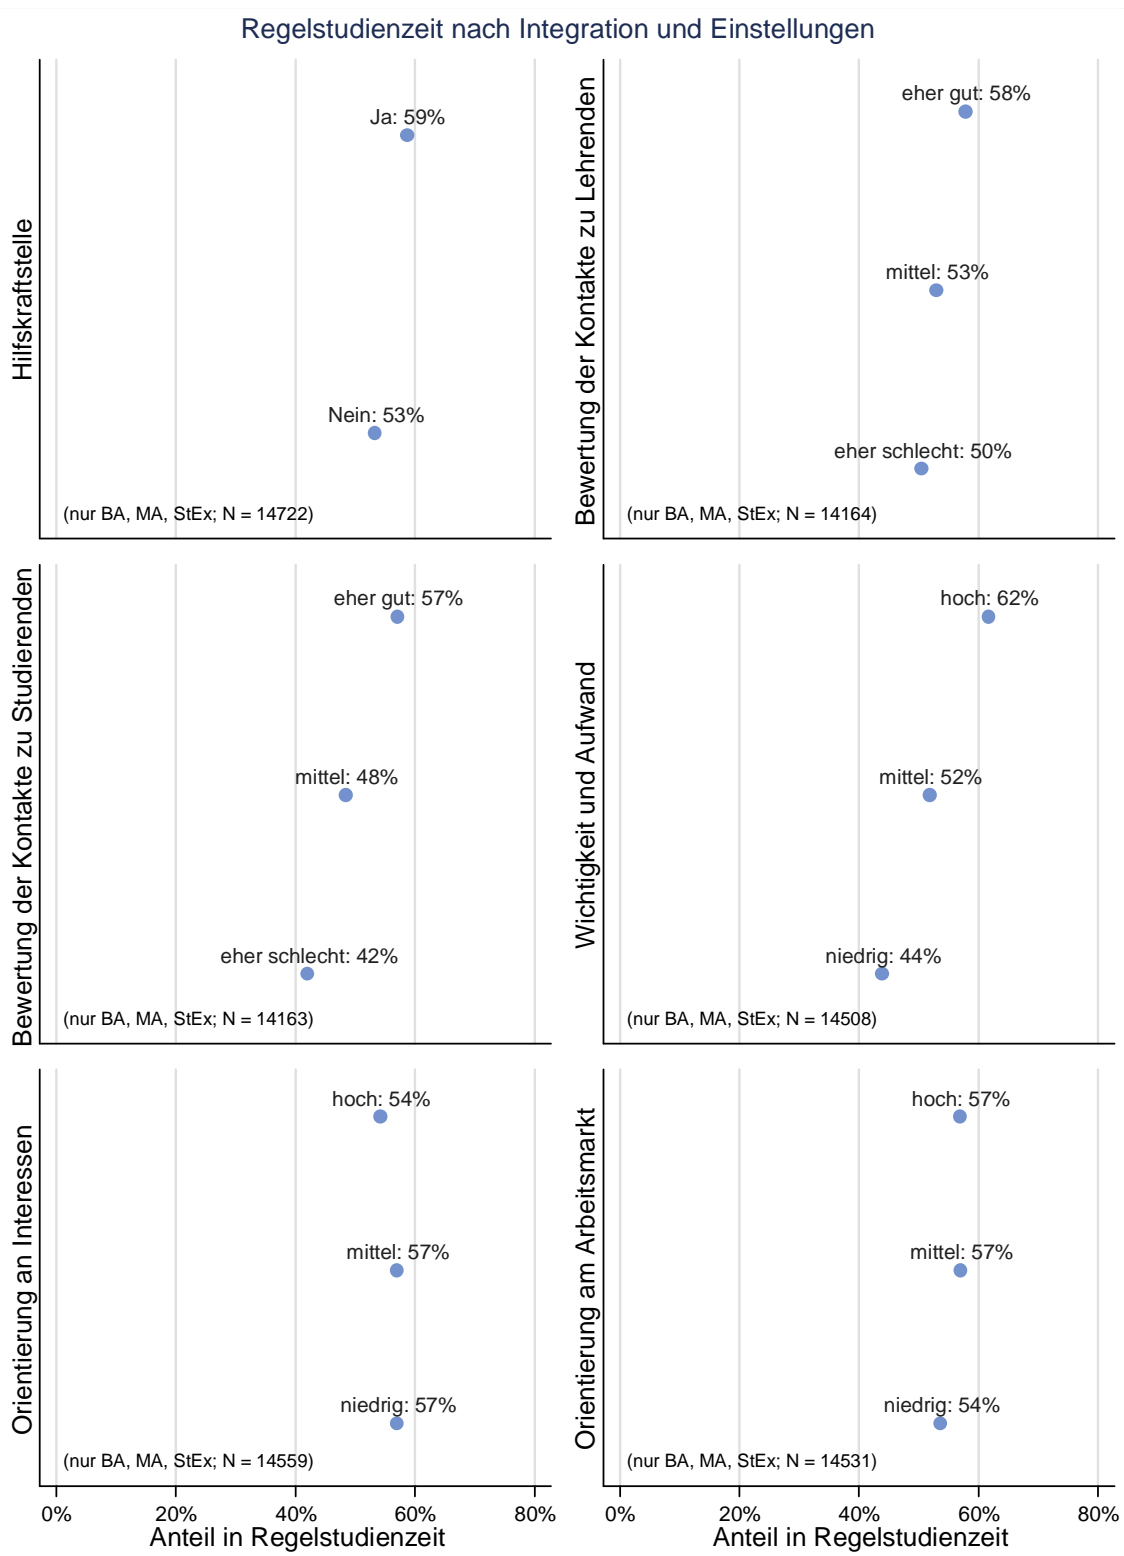 Regelstudienzeit nach Integration und Einstellungen
Hilfskraftstelle
Ja: 59%
Nein: 53%
(nur BA, MA, StEx; N = 14722)
Bewertung der Kontakte zu Lehrenden
eher gut: 58%
mittel: 53%
eher schlecht: 50%
(nur BA, MA, StEx; N = 14164)
Bewertung der Kontakte zu Studierenden
eher gut: 57%
mittel: 48%
eher schlecht: 42%
(nur BA, MA, StEx; N = 14163)
Wichtigkeit und Aufwand
hoch: 62%
mittel: 52%
niedrig: 44%
(nur BA, MA, StEx; N = 14508)
Orientierung an Interessen
hoch: 54%
mittel: 57%
niedrig: 57%
(nur BA, MA, StEx; N = 14559)
0% 20% 40% 60% 80%
Anteil in Regelstudienzeit
Orientierung am Arbeitsmarkt
hoch: 57%
mittel: 57%
niedrig: 54%
(nur BA, MA, StEx; N = 14531)
0% 20% 40% 60% 80%
Anteil in Regelstudienzeit